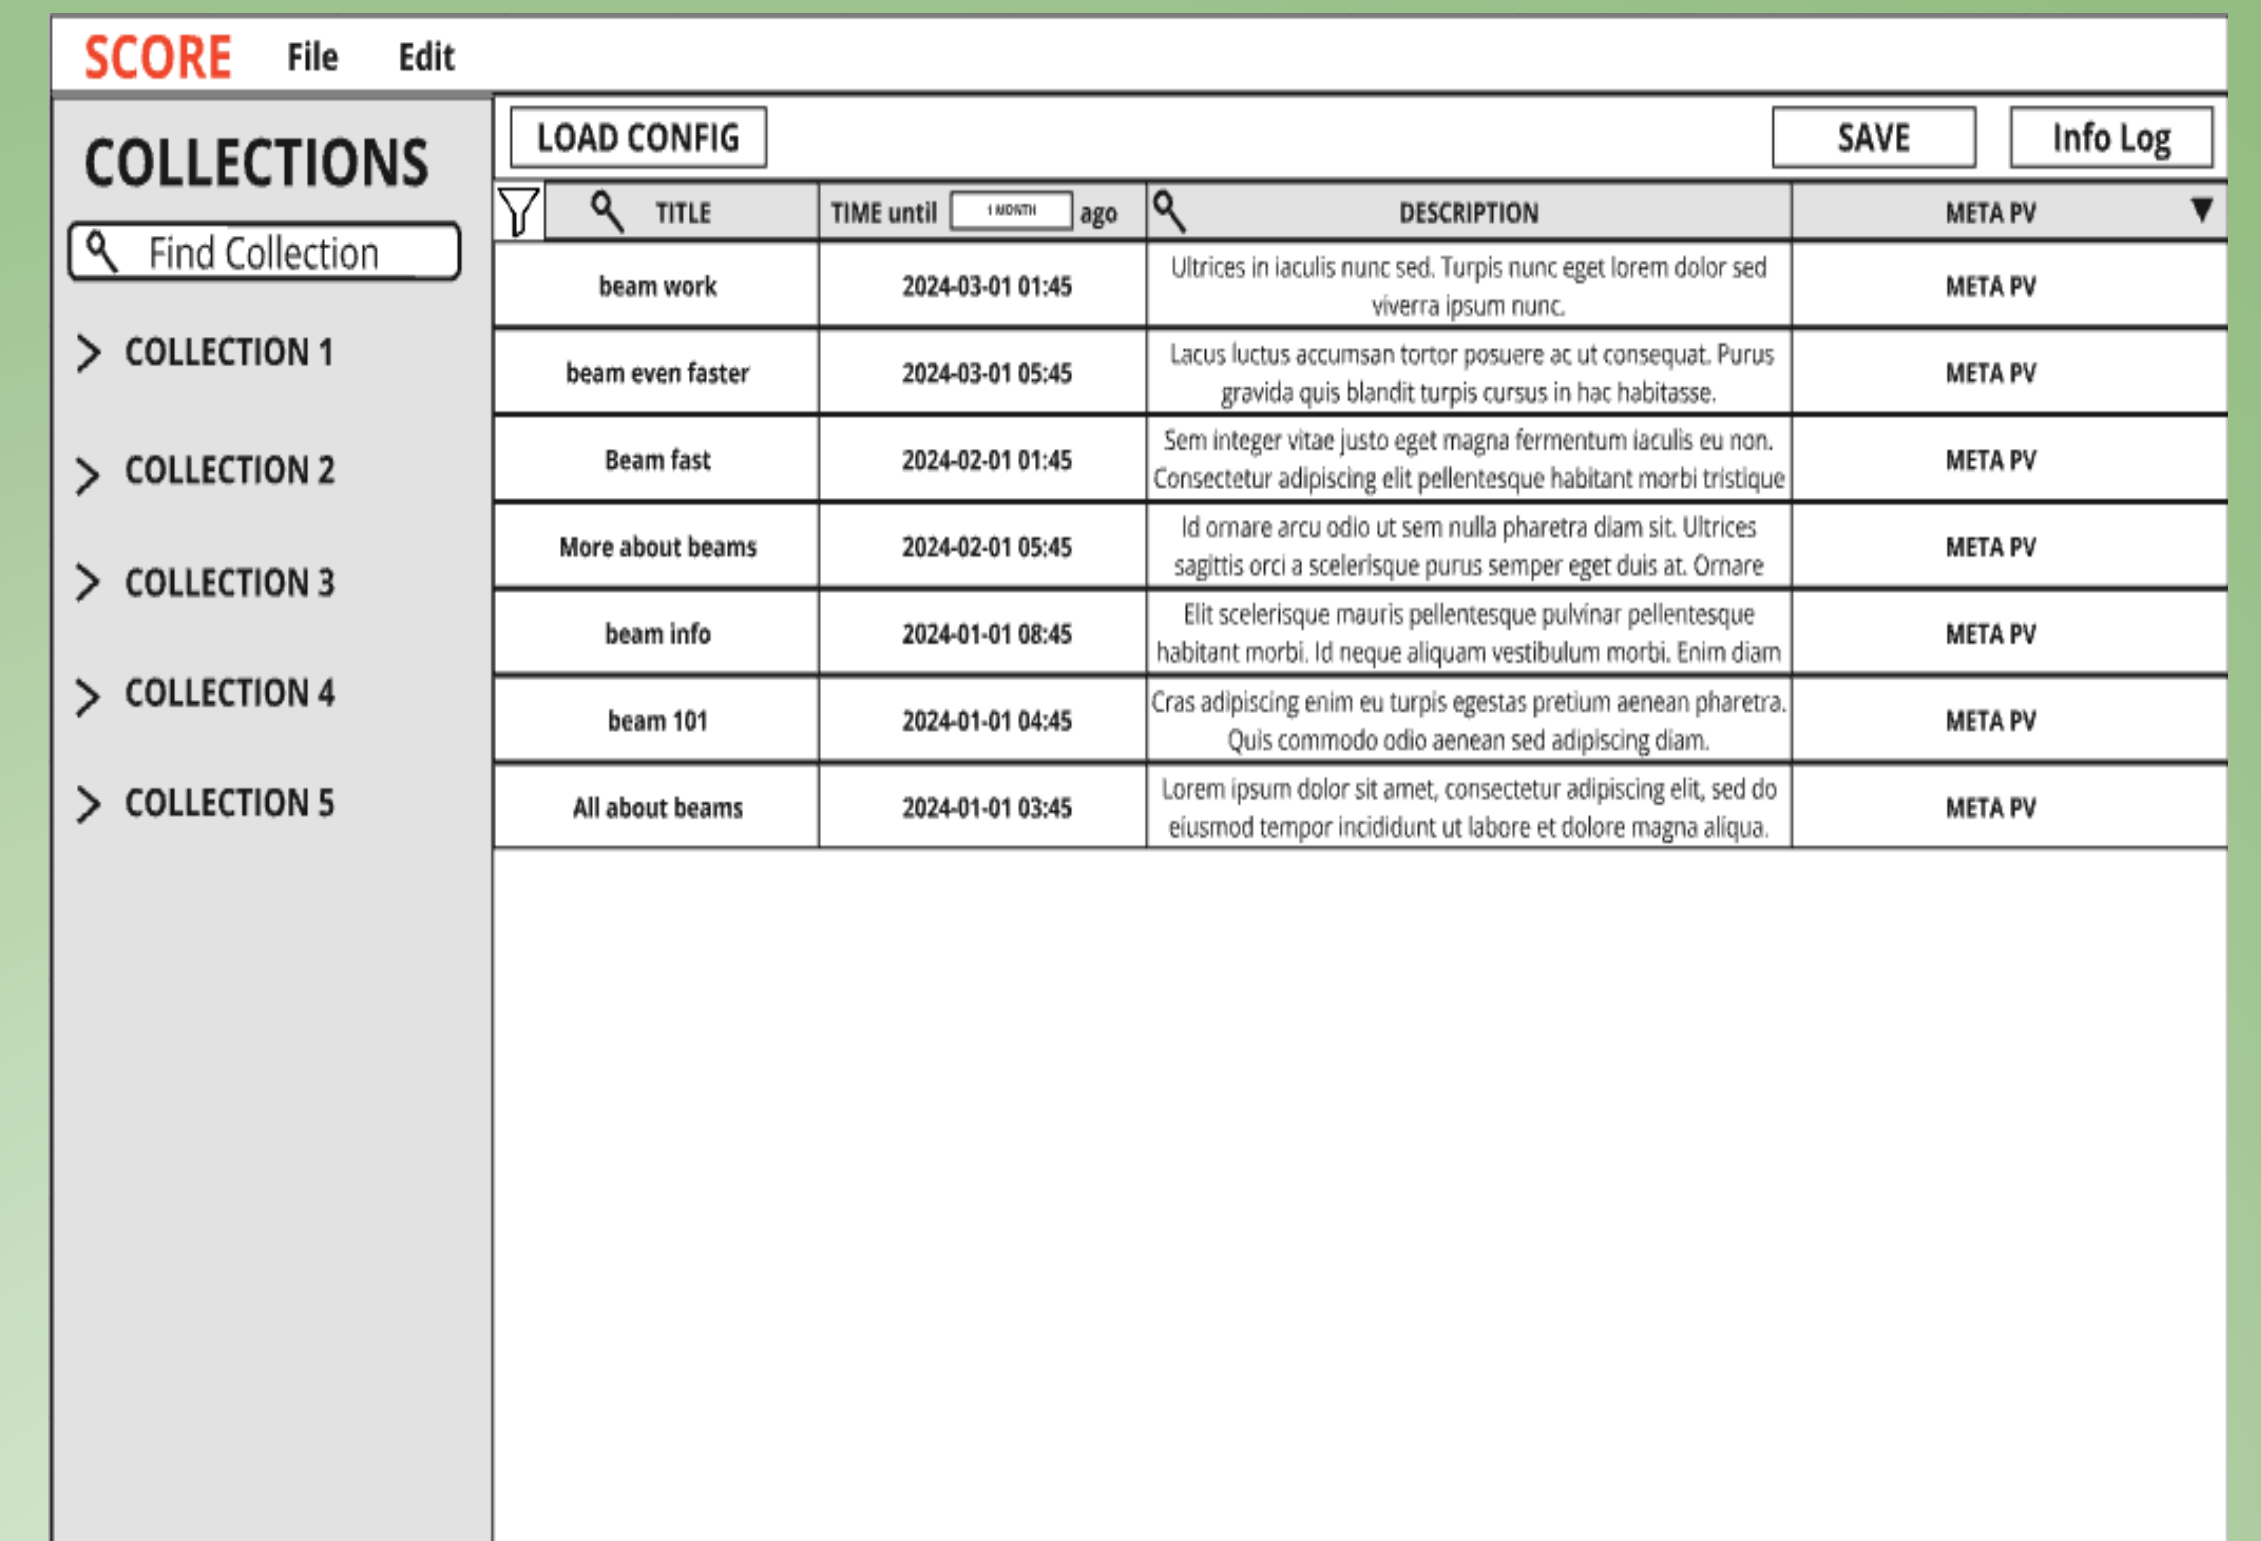 SCORE File Edit
COLLECTIONS
Find Collection
COLLECTION 1
COLLECTION 2
COLLECTION 3
COLLECTION 4
COLLECTION 5
LOAD CONFIG SAVE Info Log
TITLE TIME until 1 MONTH ago DESCRIPTION META PV
beam work 2024-03-01 01:45 Ultrices in iaculis nunc sed. Turpis nunc eget lorem dolor sed
viverra ipsum nunc. META PV
beam even faster 2024-03-01 05:45 Lacus luctus accumsan tortor posuere ac ut consequat. Purus
gravida quis blandit turpis cursus in hac habitasse. META PV
Beam fast 2024-02-01 01:45 Sem integer vitae justo eget magna fermentum iaculis eu non.
Consectetur adipiscing elit pellentesque habitant morbi tristique META PV
More about beams 2024-02-01 05:45 Id ornare arcu odio ut sem nulla pharetra diam sit. Ultrices
sagittis orci a scelerisque purus semper eget duis at. Ornare META PV
beam info 2024-01-01 08:45 Elit scelerisque mauris pellentesque pulvinar pellentesque
habitant morbi. Id neque aliquam vestibulum morbi. Enim diam META PV
beam 101 2024-01-01 04:45 Cras adipiscing enim eu turpis egestas pretium aenean pharetra.
Quis commodo odio aenean sed adipiscing diam. META PV
All about beams 2024-01-01 03:45 Lorem ipsum dolor sit amet, consectetur adipiscing elit, sed do
eiusmod tempor incididunt ut labore et dolore magna aliqua. META PV